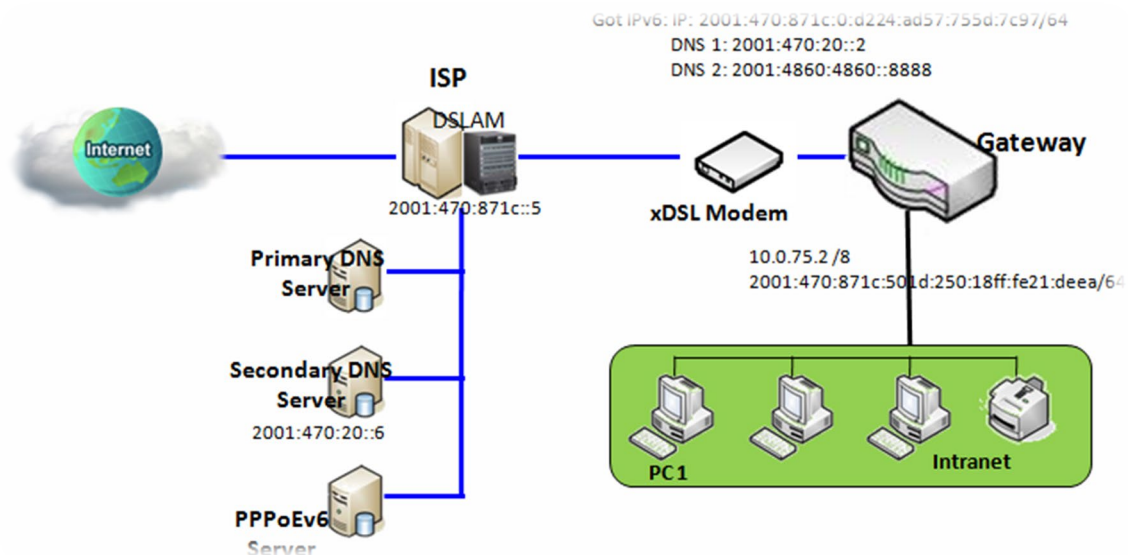 Got IPv6: IP: 2001:470:871c:0:d224:ad57:755d:7c97/64
DNS 1: 2001:470:20::2
DNS 2: 2001:4860:4860::8888
ISP
DSLAM
Internet
Gateway
2001:470:871c::5
xDSL Modem
Primary DNS
Server
10.0.75.2 /8
2001:470:871c:501d:250:18ff:fe21:deea/64
Secondary DNS
Server
2001:470:20::6
PC1
Intranet
PPPoEv6
Server